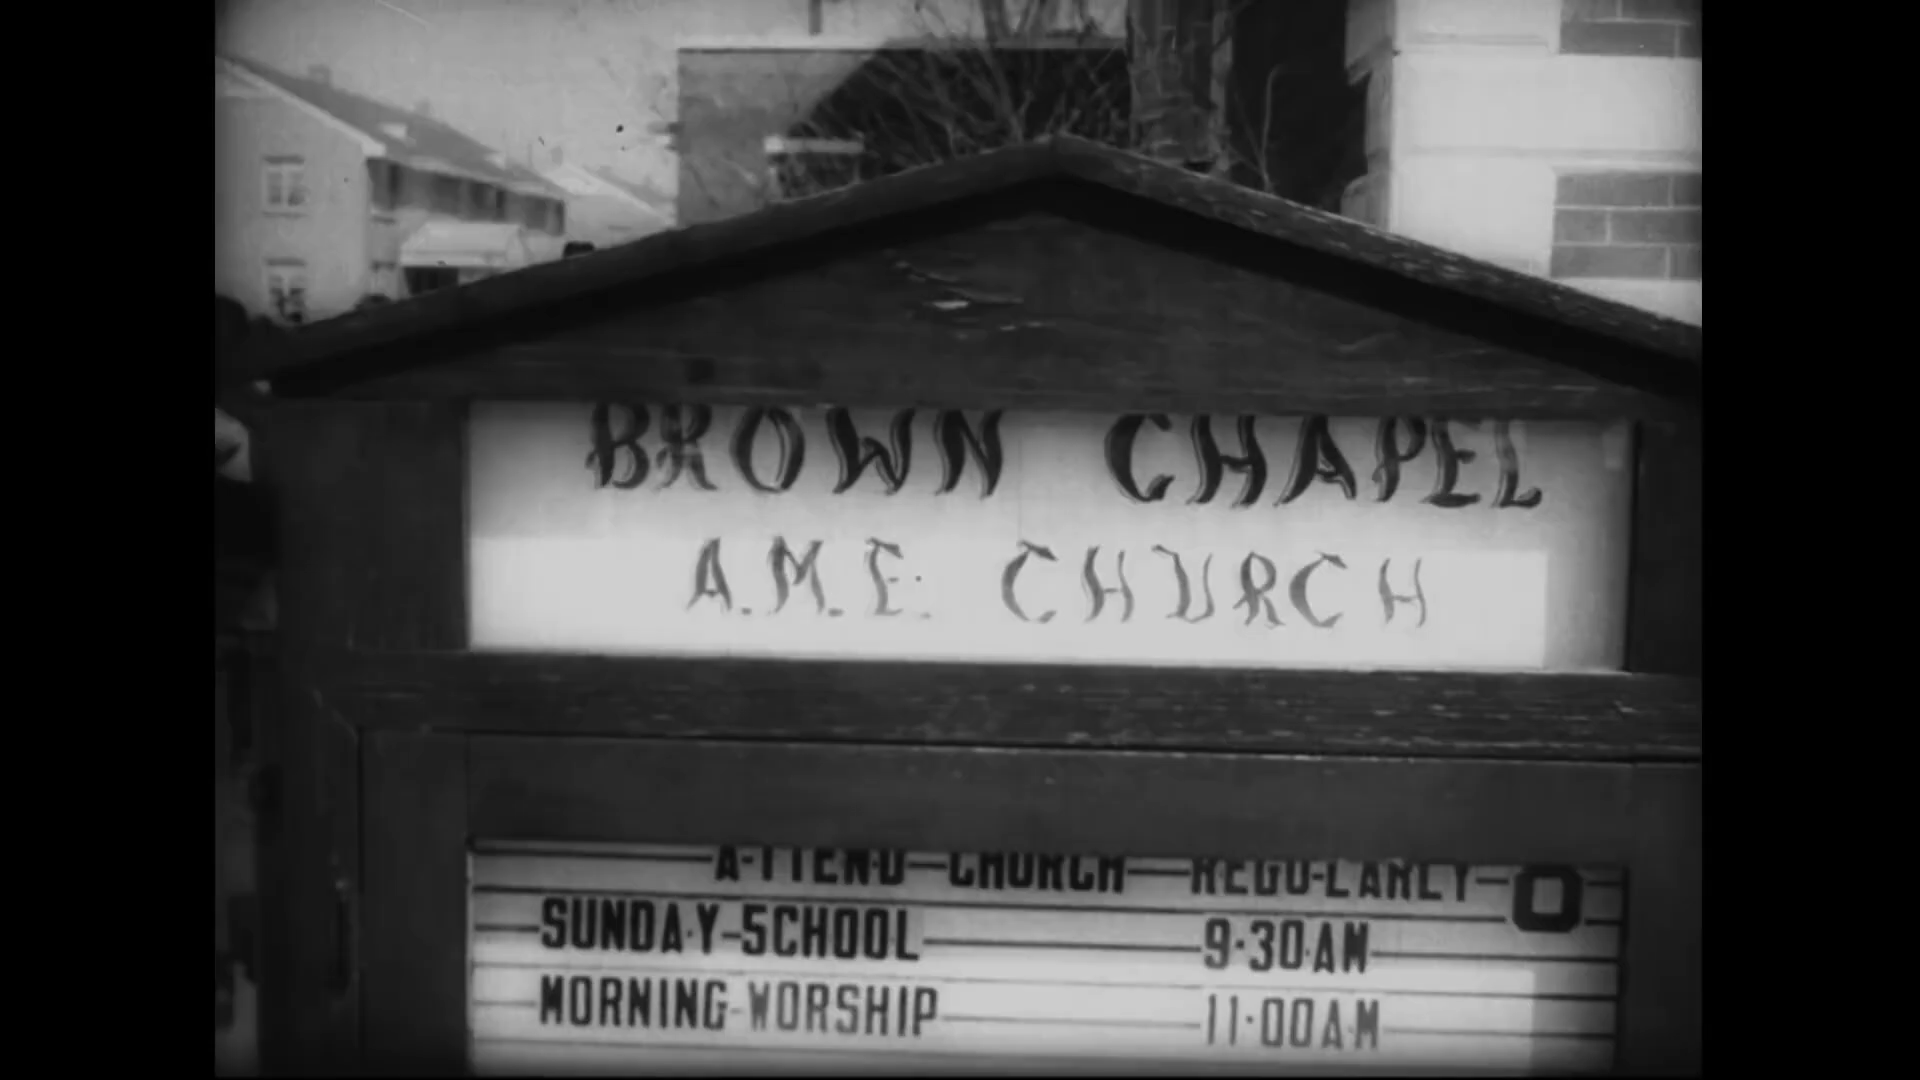 BROWN CHAPEL
A.M.E. CHURCH
ATTEND CHURCH REGULARLY O
SUNDAY SCHOOL 9:30 AM
MORNING WORSHIP 11:00 AM